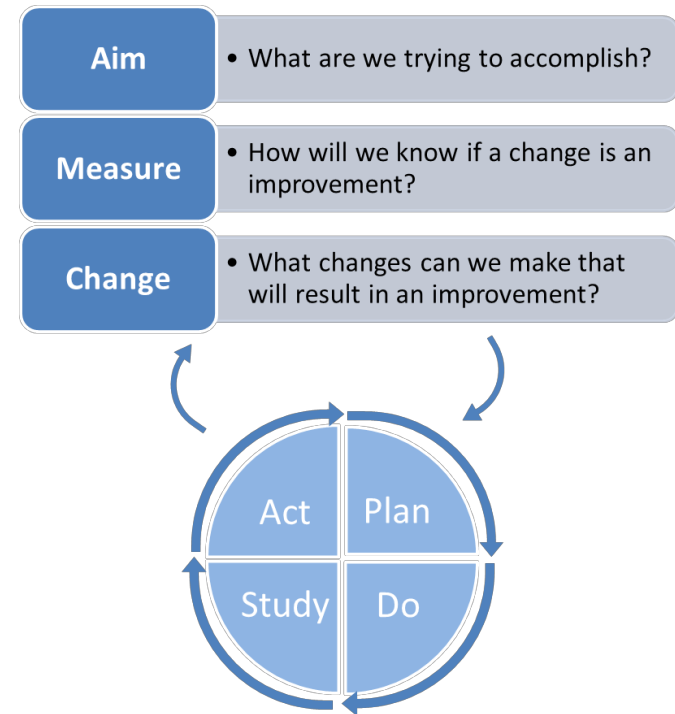 Aim
• What are we trying to accomplish?
Measure
• How will we know if a change is an
improvement?
Change
• What changes can we make that
will result in an improvement?
Act
Plan
Study
Do